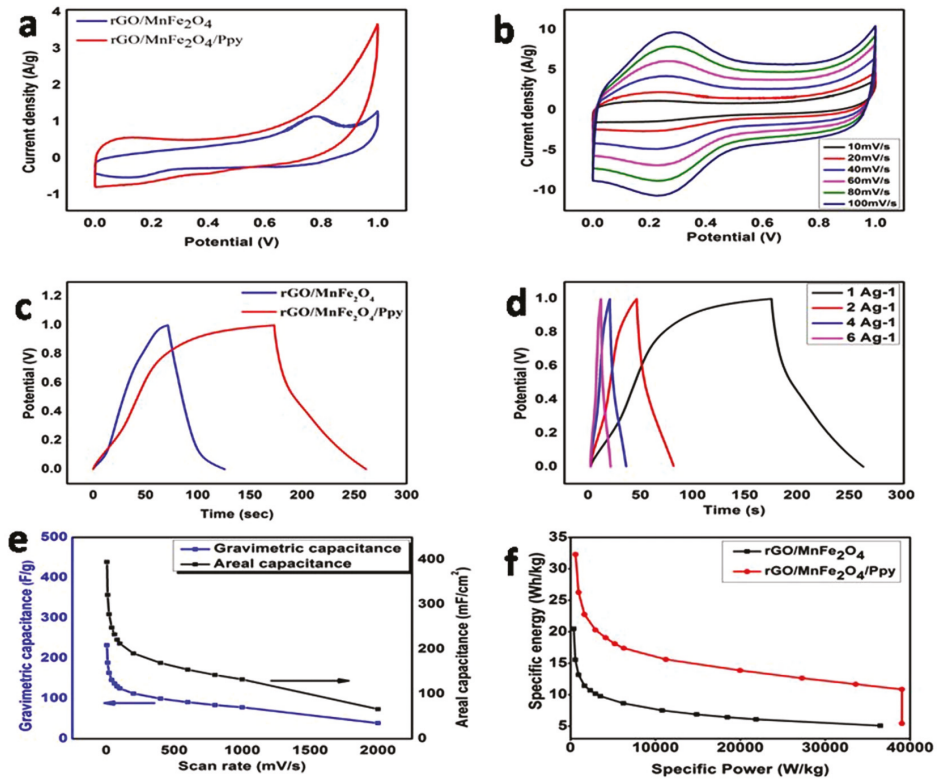 a
rGO/MnFe2O4
rGO/MnFe2O4/Ppy
Current density (A/g)
4
3
2
1
0
-1
0.0 0.2 0.4 0.6 0.8 1.0
Potential (V)
b
Current density (A/g)
10
5
0
-5
-10
10mV/s
20mV/s
40mV/s
60mV/s
80mV/s
100mV/s
0.0 0.2 0.4 0.6 0.8 1.0
Potential (V)
c
rGO/MnFe2O4
rGO/MnFe2O4/Ppy
Potential (V)
1.2
1.0
0.8
0.6
0.4
0.2
0.0
0 50 100 150 200 250 300
Time (sec)
d
1 Ag-1
2 Ag-1
4 Ag-1
6 Ag-1
Potential (V)
1.0
0.8
0.6
0.4
0.2
0.0
0 50 100 150 200 250 300
Time (s)
e
Gravimetric capacitance
Areal capacitance
Gravimetric capacitance (F/g)
500
400
300
200
100
0
Areal capacitance (mF/cm2)
400
300
200
100
0
0 500 1000 1500 2000
Scan rate (mV/s)
f
rGO/MnFe2O4
rGO/MnFe2O4/Ppy
Specific energy (Wh/kg)
35
30
25
20
15
10
5
0 10000 20000 30000 40000
Specific Power (W/kg)